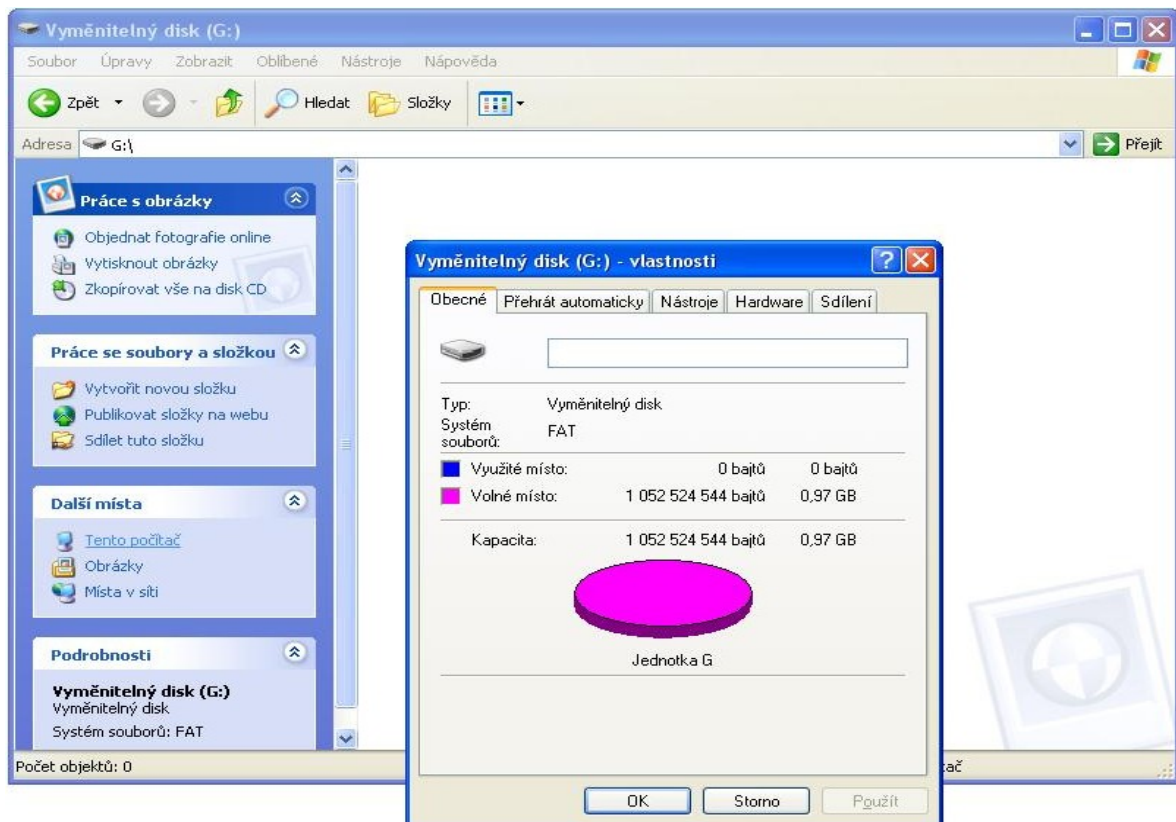 Vyměnitelný disk (G:)
Soubor Úpravy Zobrazit Oblíbené Nástroje Nápověda
Zpět Hledat Složky
Adresa G:\ Přejít
Práce s obrázky
Objednat fotografie online
Vytisknout obrázky
Zkopírovat vše na disk CD
Práce se soubory a složkou
Vytvořit novou složku
Publikovat složky na webu
Sdílet tuto složku
Další místa
Tento počítač
Obrázky
Místa v síti
Podrobnosti
Vyměnitelný disk (G:)
Vyměnitelný disk
Systém souborů: FAT
Počet objektů: 0
Vyměnitelný disk (G:) - vlastnosti
Obecné Přehrát automaticky Nástroje Hardware Sdílení
Typ: Vyměnitelný disk
Systém
souborů: FAT
Využité místo: 0 bajtů 0 bajtů
Volné místo: 1 052 524 544 bajtů 0,97 GB
Kapacita: 1 052 524 544 bajtů 0,97 GB
Jednotka G
OK Storno Použít